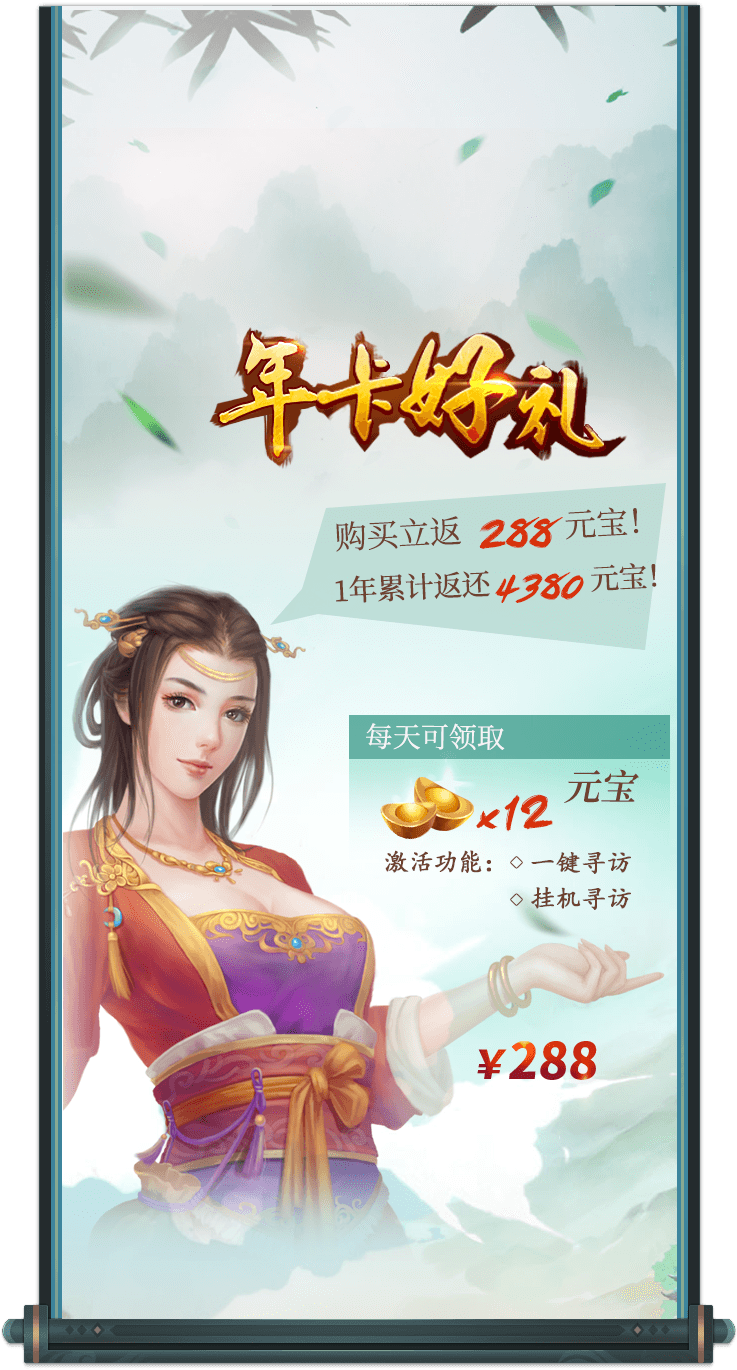 年卡好礼
购买立返 288 元宝！
1年累计返还 4380 元宝！
每天可领取
x12 元宝
激活功能：◇ 一键寻访
◇ 挂机寻访
¥288